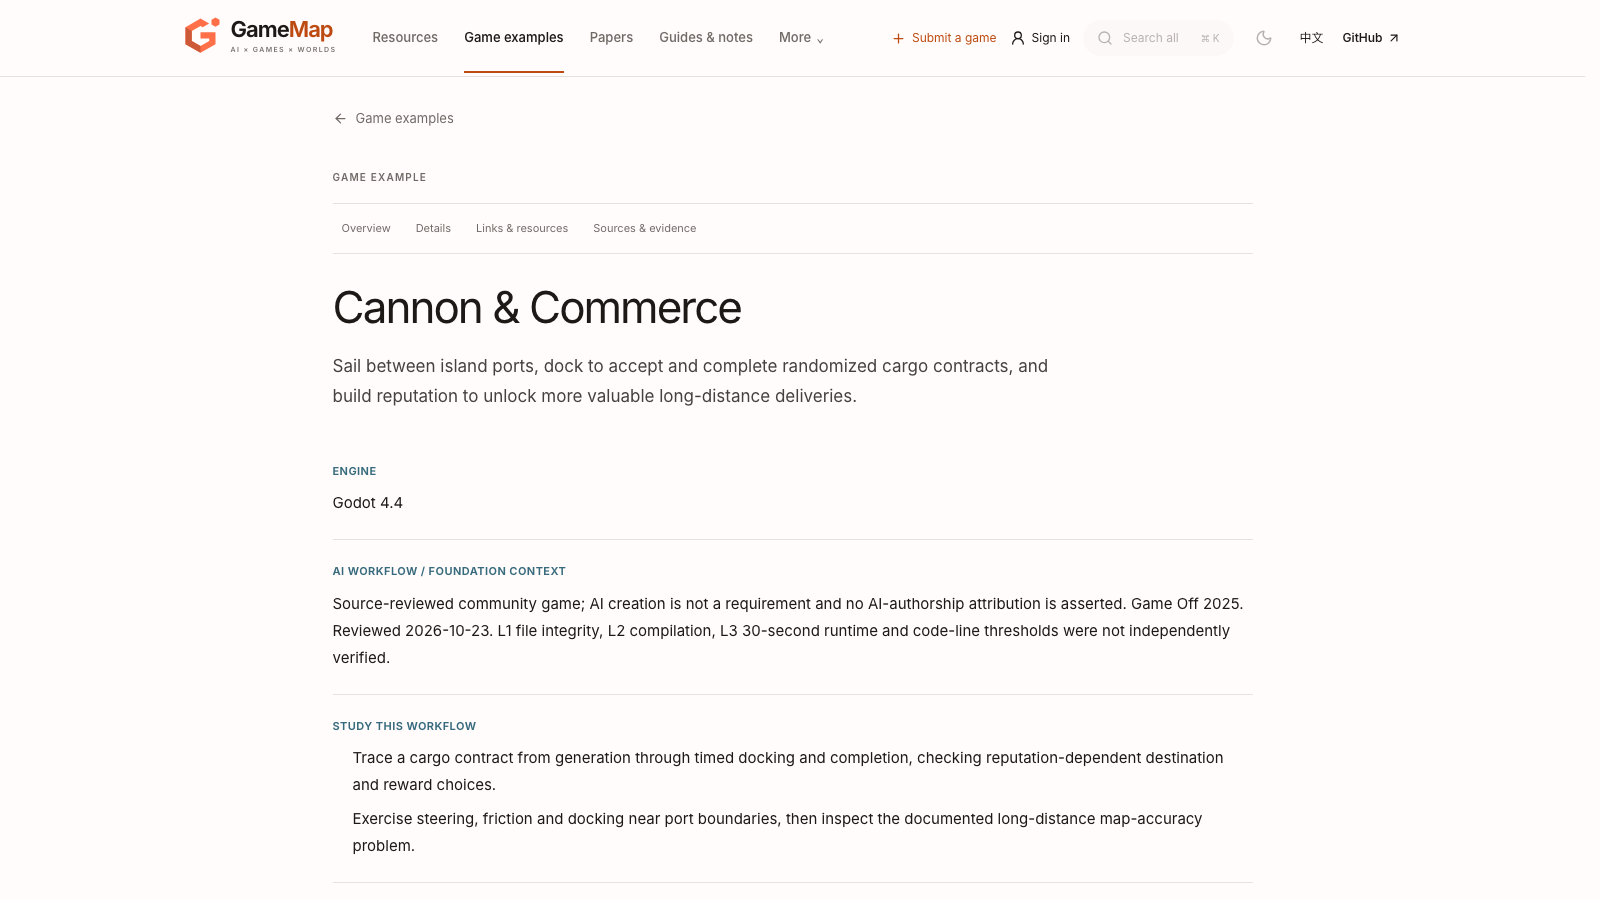 GameMap
AI × GAMES × WORLDS
Resources
Game examples
Papers
Guides & notes
More
Submit a game
Sign in
Search all
⌘ K
中文
GitHub
Game examples
GAME EXAMPLE
Overview
Details
Links & resources
Sources & evidence
Cannon & Commerce
Sail between island ports, dock to accept and complete randomized cargo contracts, and
build reputation to unlock more valuable long-distance deliveries.
ENGINE
Godot 4.4
AI WORKFLOW / FOUNDATION CONTEXT
Source-reviewed community game; AI creation is not a requirement and no AI-authorship attribution is asserted. Game Off 2025.
Reviewed 2026-10-23. L1 file integrity, L2 compilation, L3 30-second runtime and code-line thresholds were not independently
verified.
STUDY THIS WORKFLOW
Trace a cargo contract from generation through timed docking and completion, checking reputation-dependent destination
and reward choices.
Exercise steering, friction and docking near port boundaries, then inspect the documented long-distance map-accuracy
problem.